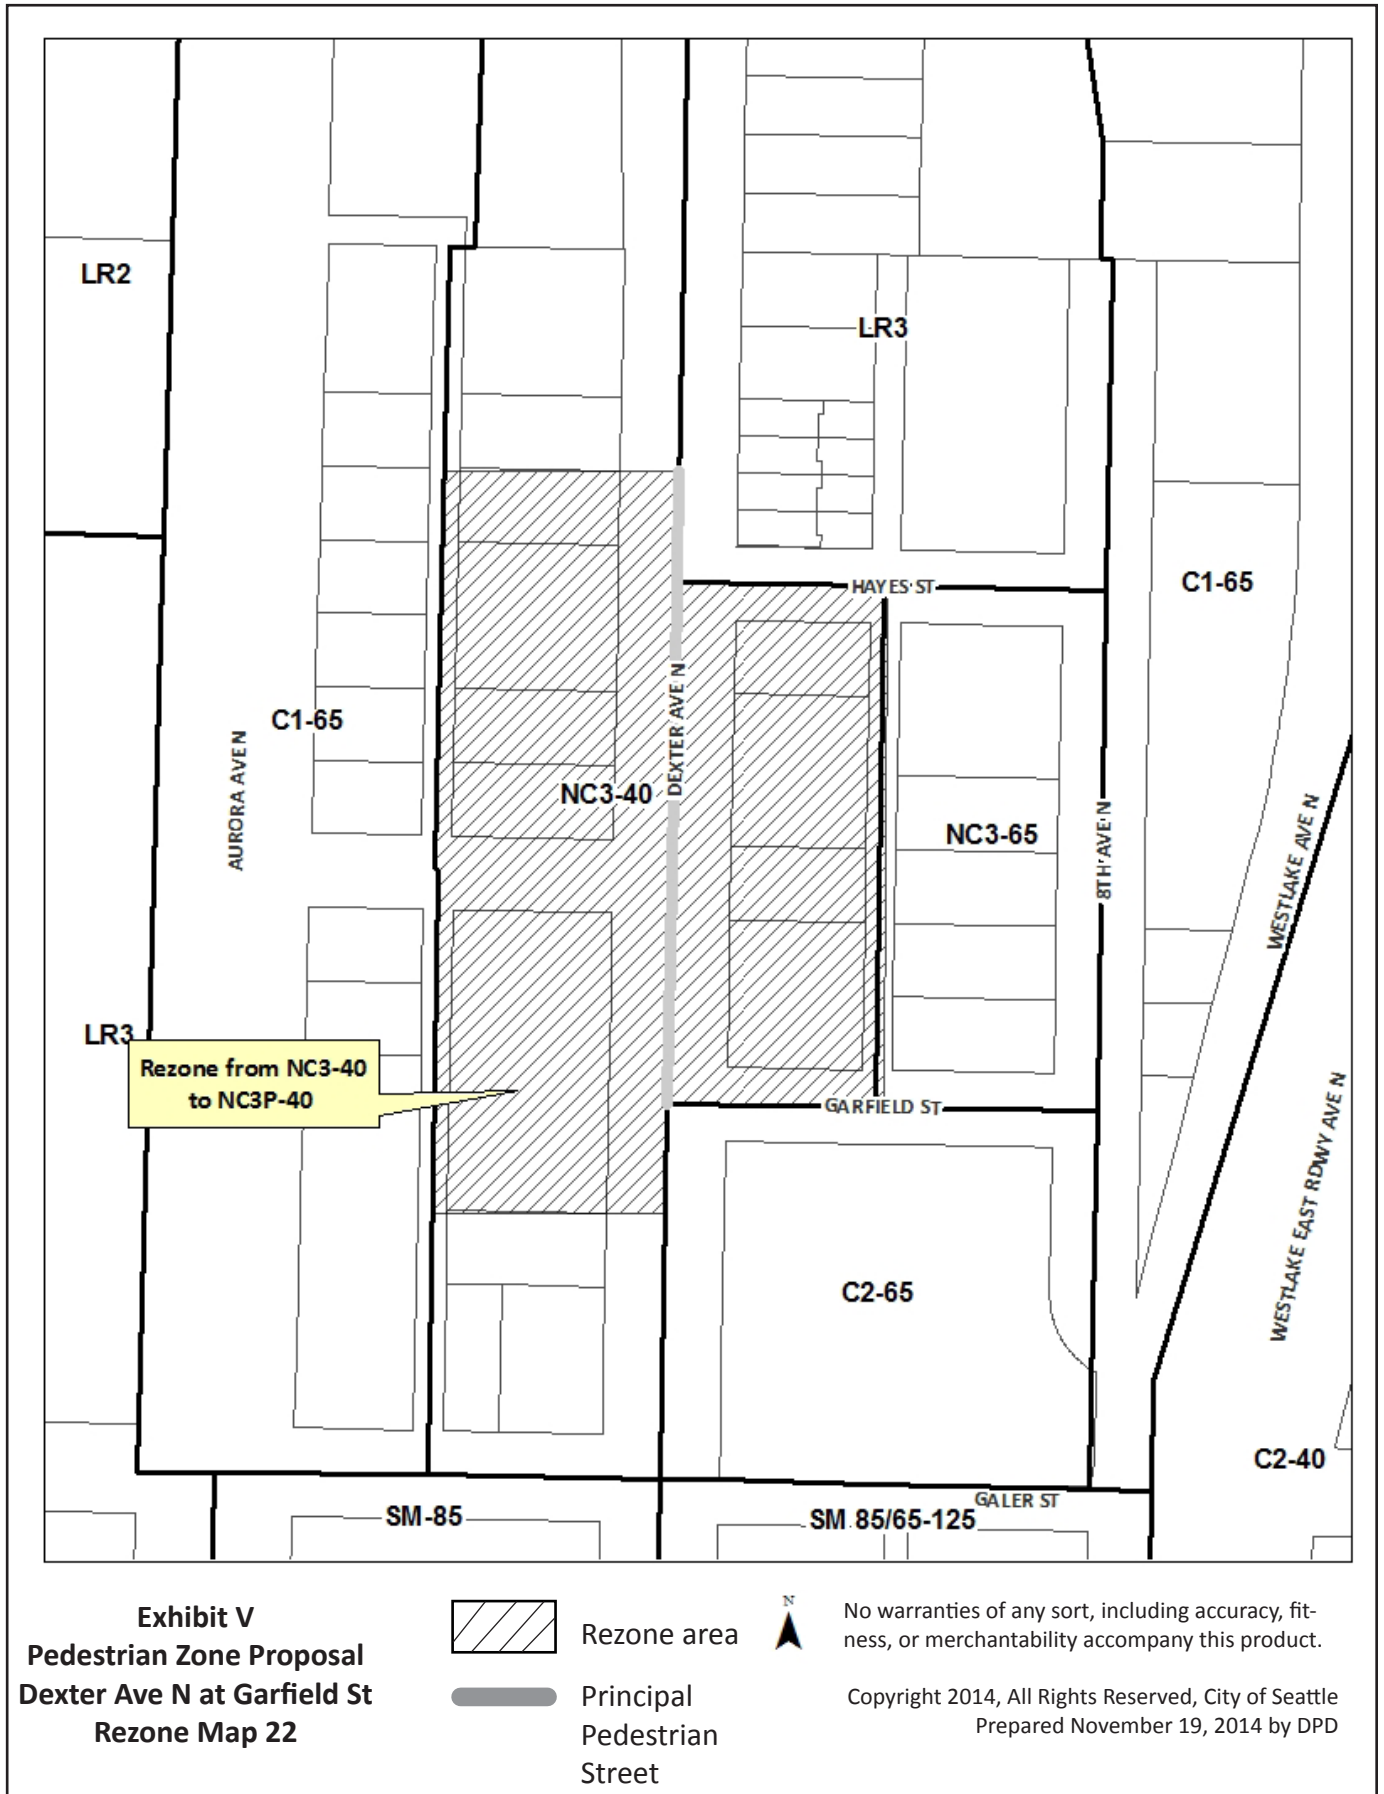 LR2
LR3
HAYES ST
C1-65
DEXTER AVE N
C1-65
AURORA AVE N
NC3-40
NC3-65
8TH AVE N
WESTLAKE AVE N
LR3
Rezone from NC3-40
to NC3P-40
GARFIELD ST
WESTLAKE EAST RDWY AVE N
C2-65
C2-40
GALER ST
SM-85
SM 85/65-125
Exhibit V
Pedestrian Zone Proposal
Dexter Ave N at Garfield St
Rezone Map 22
Rezone area
Principal
Pedestrian
Street
N
No warranties of any sort, including accuracy, fit-
ness, or merchantability accompany this product.
Copyright 2014, All Rights Reserved, City of Seattle
Prepared November 19, 2014 by DPD